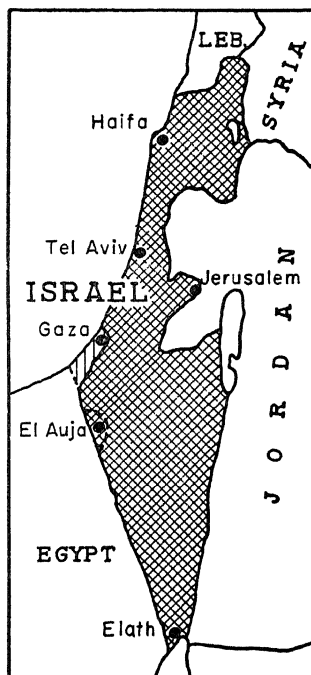 LEB.
SYRIA
Haifa
Tel Aviv
ISRAEL
Jerusalem
Gaza
JORDAN
El Auja
EGYPT
Elath